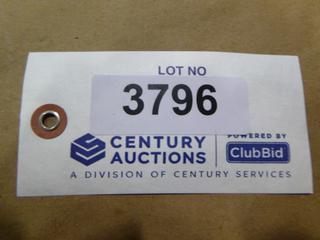 LOT NO
3796
CENTURY AUCTIONS
POWERED BY
ClubBid
A DIVISION OF CENTURY SERVICES